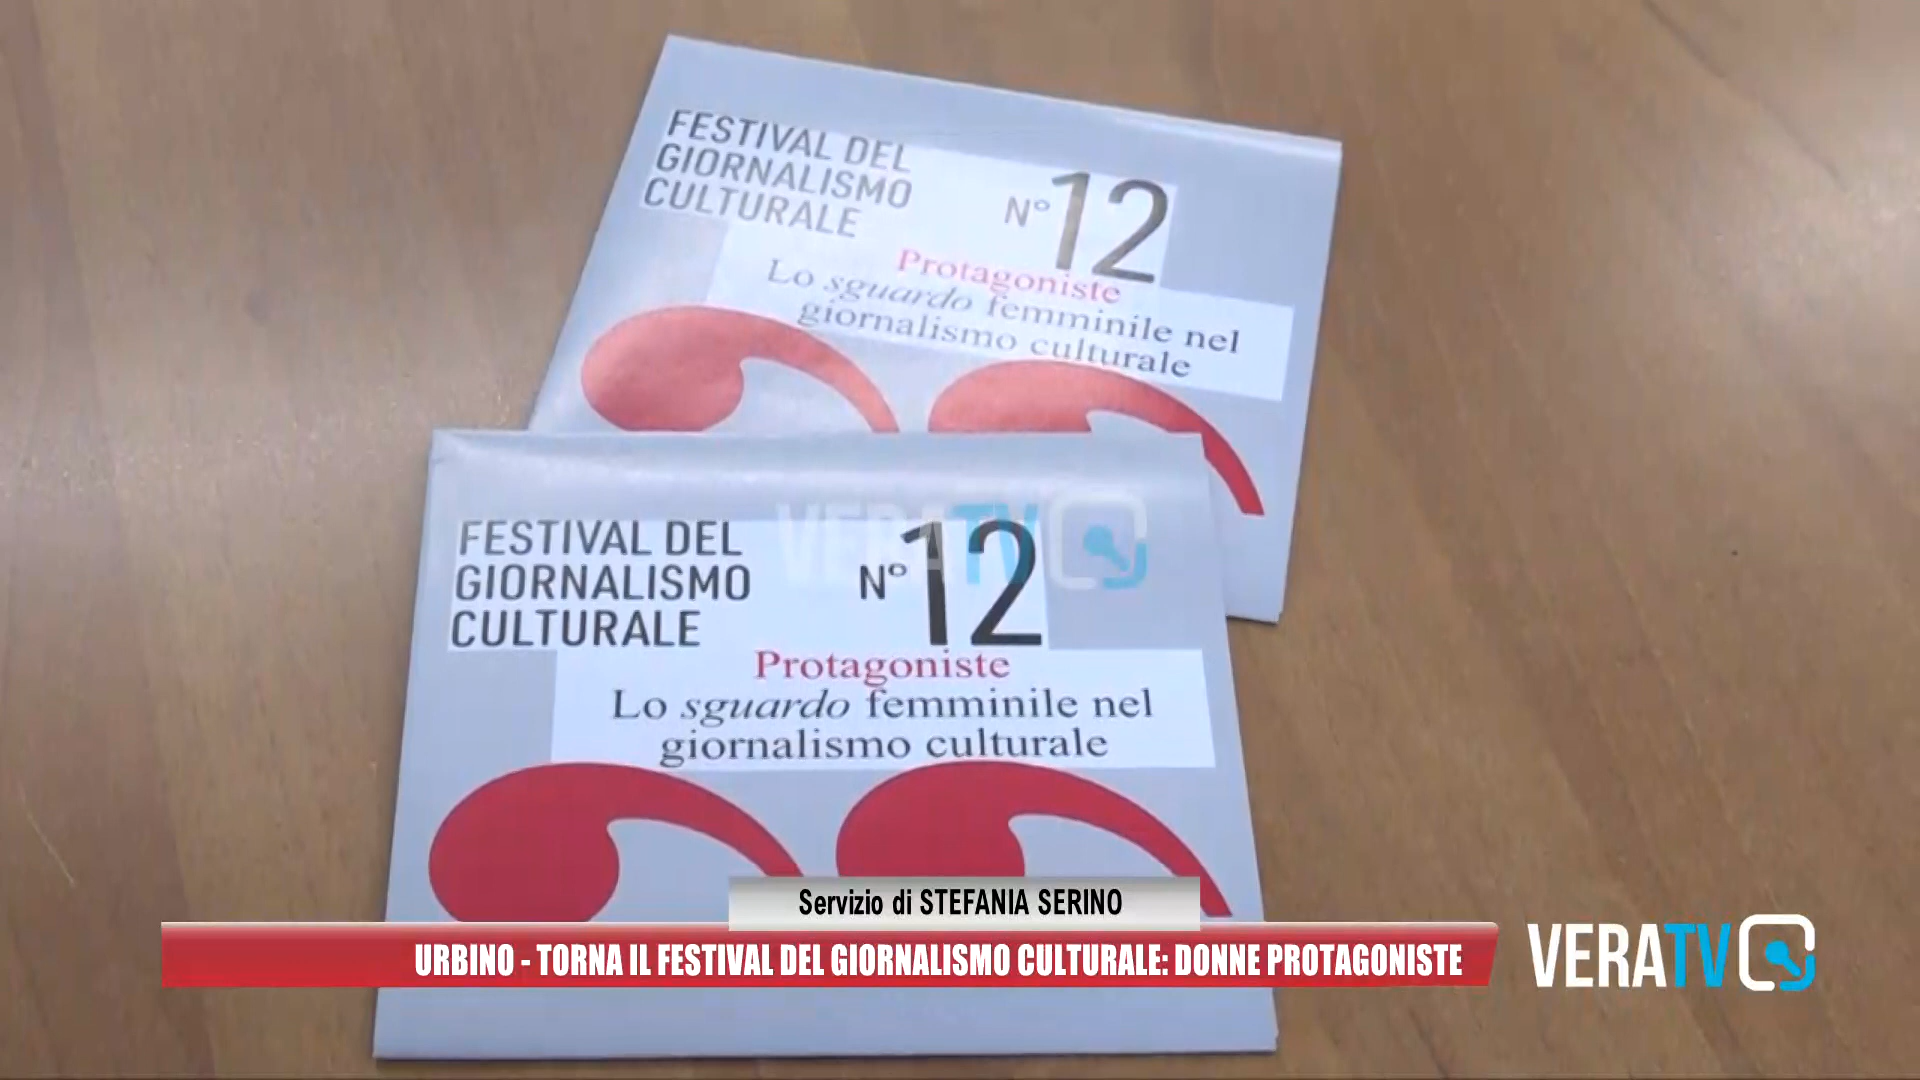 FESTIVAL DEL
GIORNALISMO
CULTURALE
N° 12
Protagoniste
Lo sguardo femminile nel
giornalismo culturale
VERATV
FESTIVAL DEL
GIORNALISMO
CULTURALE
N° 12
Protagoniste
Lo sguardo femminile nel
giornalismo culturale
Servizio di STEFANIA SERINO
URBINO - TORNA IL FESTIVAL DEL GIORNALISMO CULTURALE: DONNE PROTAGONISTE
VERATV